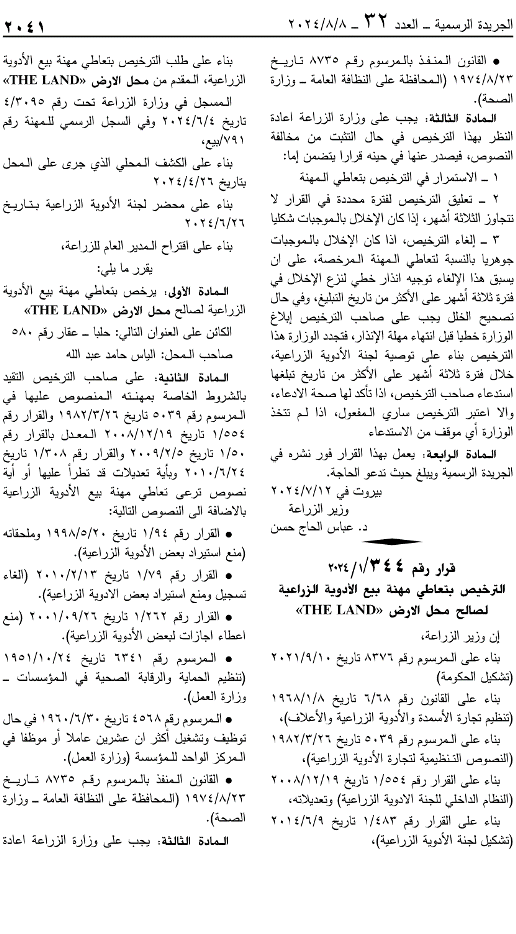 الجريدة الرسمية ــ العدد ٣٢ ــ ٢٠٢٤/٨/٨
٢٠٤١
● القانون المنفذ بالمرسوم رقم ٨٧٣٥ تاريخ
١٩٧٤/٨/٢٣ (المحافظة على النظافة العامة ــ وزارة
الصحة).
المادة الثالثة: يجب على وزارة الزراعة اعادة
النظر بهذا الترخيص في حال التثبت من مخالفة
النصوص، فيصدر عنها في حينه قرارا يتضمن إما:
١ ــ الاستمرار في الترخيص بتعاطي المهنة
٢ ــ تعليق الترخيص لفترة محددة في القرار لا
تتجاوز الثلاثة أشهر، إذا كان الإخلال بالموجبات شكليا
٣ ــ إلغاء الترخيص، اذا كان الإخلال بالموجبات
جوهريا بالنسبة لتعاطي المهنة المرخصة، على ان
يسبق هذا الإلغاء توجيه انذار خطي لنزع الإخلال في
فترة ثلاثة أشهر على الأكثر من تاريخ التبليغ، وفي حال
تصحيح الخلل يجب على صاحب الترخيص إبلاغ
الوزارة خطيا قبل انتهاء مهلة الإنذار، فتجدد الوزارة هذا
الترخيص بناء على توصية لجنة الأدوية الزراعية،
خلال فترة ثلاثة أشهر على الأكثر من تاريخ تبلغها
استدعاء صاحب الترخيص، اذا تأكد لها صحة الادعاء،
والا اعتبر الترخيص ساري المفعول، اذا لم تتخذ
الوزارة أي موقف من الاستدعاء
المادة الرابعة: يعمل بهذا القرار فور نشره في
الجريدة الرسمية ويبلغ حيث تدعو الحاجة.
بيروت في ٢٠٢٤/٧/١٢
وزير الزراعة
د. عباس الحاج حسن
قرار رقم ٢٠٢٤/١/٣٤٤
الترخيص بتعاطي مهنة بيع الأدوية الزراعية
لصالح محل الارض «THE LAND»
إن وزير الزراعة،
بناء على المرسوم رقم ٨٣٧٦ تاريخ ٢٠٢١/٩/١٠
(تشكيل الحكومة)
بناء على القانون رقم ٦/٦٨ تاريخ ١٩٦٨/١/٨
(تنظيم تجارة الأسمدة والأدوية الزراعية والأعلاف)،
بناء على المرسوم رقم ٥٠٣٩ تاريخ ١٩٨٢/٣/٢٦
(النصوص التنظيمية لتجارة الأدوية الزراعية)،
بناء على القرار رقم ١/٥٥٤ تاريخ ٢٠٠٨/١٢/١٩
(النظام الداخلي للجنة الادوية الزراعية) وتعديلاته،
بناء على القرار رقم ١/٤٨٣ تاريخ ٢٠١٤/٦/٩
(تشكيل لجنة الأدوية الزراعية)،
بناء على طلب الترخيص بتعاطي مهنة بيع الأدوية
الزراعية، المقدم من محل الارض «THE LAND»
المسجل في وزارة الزراعة تحت رقم ٤/٣٠٩٥
تاريخ ٢٠٢٤/٦/٤ وفي السجل الرسمي للمهنة رقم
٧٩١/بيع،
بناء على الكشف المحلي الذي جرى على المحل
بتاريخ ٢٠٢٤/٤/٢٦
بناء على محضر لجنة الأدوية الزراعية بتاريخ
٢٠٢٤/٦/٢٦
بناء على اقتراح المدير العام للزراعة،
يقرر ما يلي:
المادة الأولى: يرخص بتعاطي مهنة بيع الأدوية
الزراعية لصالح محل الارض «THE LAND»
الكائن على العنوان التالي: حلبا ــ عقار رقم ٥٨٠
صاحب المحل: الياس حامد عبد الله
المادة الثانية: على صاحب الترخيص التقيد
بالشروط الخاصة بمهنته المنصوص عليها في
المرسوم رقم ٥٠٣٩ تاريخ ١٩٨٢/٣/٢٦ والقرار رقم
١/٥٥٤ تاريخ ٢٠٠٨/١٢/١٩ المعدل بالقرار رقم
١/٥٠ تاريخ ٢٠٠٩/٢/٥ والقرار رقم ١/٣٠٨ تاريخ
٢٠١٠/٦/٢٤ وبأية تعديلات قد تطرأ عليها أو أية
نصوص ترعى تعاطي مهنة بيع الأدوية الزراعية
بالاضافة الى النصوص التالية:
● القرار رقم ١/٩٤ تاريخ ١٩٩٨/٥/٢٠ وملحقاته
(منع استيراد بعض الأدوية الزراعية).
● القرار رقم ١/٧٩ تاريخ ٢٠١٠/٢/١٣ (الغاء
تسجيل ومنع استيراد بعض الادوية الزراعية).
● القرار رقم ١/٢٦٢ تاريخ ٢٠٠١/٠٩/٢٦ (منع
اعطاء اجازات لبعض الأدوية الزراعية).
● المرسوم رقم ٦٣٤١ تاريخ ١٩٥١/١٠/٢٤
(تنظيم الحماية والرقابة الصحية في المؤسسات ــ
وزارة العمل).
● المرسوم رقم ٤٥٦٨ تاريخ ١٩٦٠/٦/٣٠ في حال
توظيف وتشغيل أكثر ان عشرين عاملا أو موظفا في
المركز الواحد للمؤسسة (وزارة العمل).
● القانون المنفذ بالمرسوم رقم ٨٧٣٥ تاريخ
١٩٧٤/٨/٢٣ (المحافظة على النظافة العامة ــ وزارة
الصحة).
المادة الثالثة: يجب على وزارة الزراعة اعادة